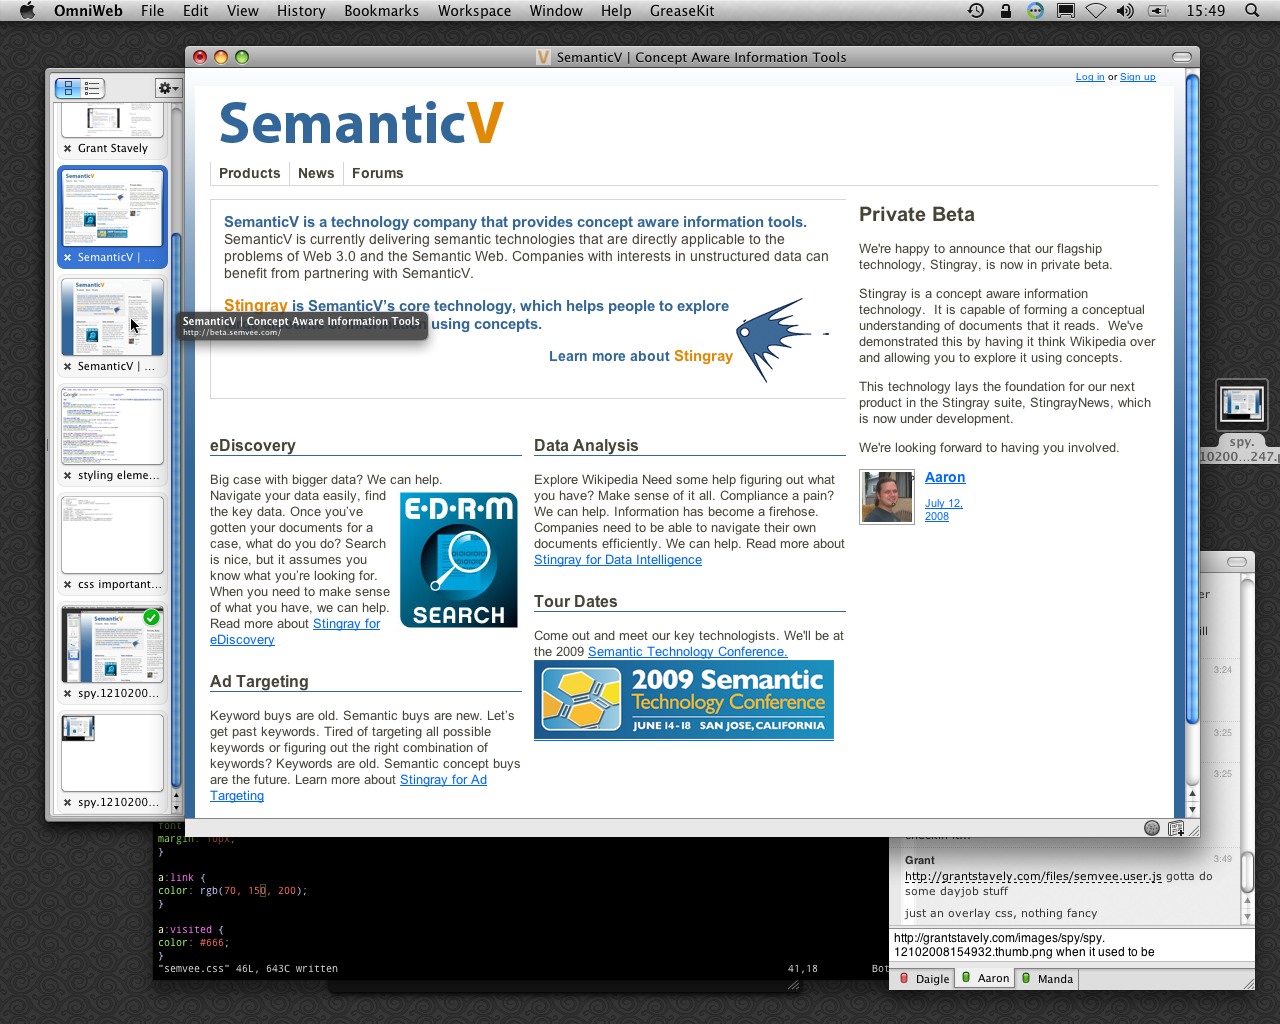 OmniWeb File Edit View History Bookmarks Workspace Window Help GreaseKit 15:49
SemanticV | Concept Aware Information Tools
Log in or Sign up
SemanticV
Products News Forums
SemanticV is a technology company that provides concept aware information tools.
SemanticV is currently delivering semantic technologies that are directly applicable to the
problems of Web 3.0 and the Semantic Web. Companies with interests in unstructured data can
benefit from partnering with SemanticV.
Stingray is SemanticV's core technology, which helps people to explore
using concepts.
Learn more about Stingray
SemanticV | Concept Aware Information Tools
http://beta.semvee.com/
Private Beta
We're happy to announce that our flagship
technology, Stingray, is now in private beta.
Stingray is a concept aware information
technology. It is capable of forming a conceptual
understanding of documents that it reads. We've
demonstrated this by having it think Wikipedia over
and allowing you to explore it using concepts.
This technology lays the foundation for our next
product in the Stingray suite, StingrayNews, which
is now under development.
We're looking forward to having you involved.
Aaron
July 12,
2008
eDiscovery
Big case with bigger data? We can help.
Navigate your data easily, find
the key data. Once you've
gotten your documents for a
case, what do you do? Search
is nice, but it assumes you
know what you're looking for.
When you need to make sense
of what you have, we can help.
Read more about Stingray for
eDiscovery
E·D·R·M
SEARCH
Ad Targeting
Keyword buys are old. Semantic buys are new. Let's
get past keywords. Tired of targeting all possible
keywords or figuring out the right combination of
keywords? Keywords are old. Semantic concept buys
are the future. Learn more about Stingray for Ad
Targeting
Data Analysis
Explore Wikipedia Need some help figuring out what
you have? Make sense of it all. Compliance a pain?
We can help. Information has become a firehose.
Companies need to be able to navigate their own
documents efficiently. We can help. Read more about
Stingray for Data Intelligence
Tour Dates
Come out and meet our key technologists. We'll be at
the 2009 Semantic Technology Conference.
2009 Semantic
Technology Conference
JUNE 14-18 SAN JOSE, CALIFORNIA
Grant Stavely
SemanticV | ...
SemanticV | ...
styling eleme...
css important...
spy.1210200...
spy.1210200...
spy.
10200...247.p
font
margin: 10px;
}
a:link {
color: rgb(70, 150, 200);
}
a:visited {
color: #666;
}
"semvee.css" 46L, 643C written 41,18 Bot
3:24
3:25
3:25
Grant 3:49
http://grantstavely.com/files/semvee.user.js gotta do
some dayjob stuff
just an overlay css, nothing fancy
http://grantstavely.com/images/spy/spy.
12102008154932.thumb.png when it used to be
Daigle Aaron Manda